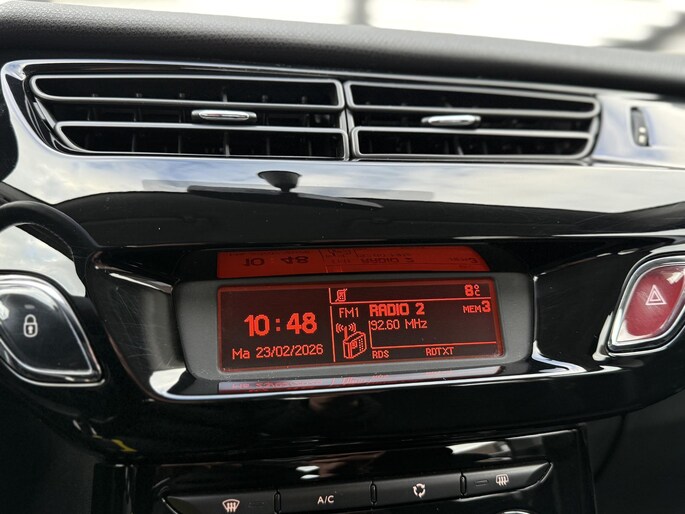 8°
10:48
FM1 RADIO 2 MEM3
92.60 MHz
Ma 23/02/2026
RDS RDTXT
A/C